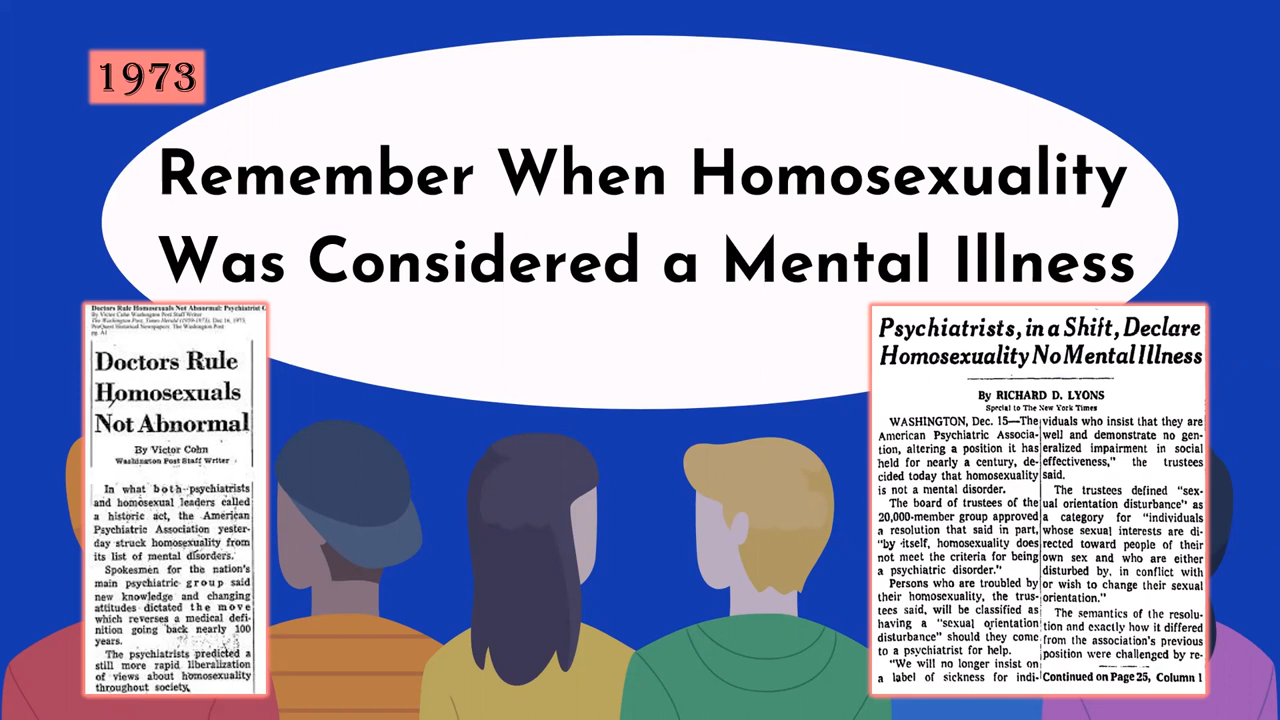 1973
Remember When Homosexuality
Was Considered a Mental Illness
Doctors Rule Homosexuals Not Abnormal: Psychiatrist
By Victor Cohn Washington Post Staff Writer
The Washington Post, Times Herald (1959-1973); Dec 16, 1973;
ProQuest Historical Newspapers: The Washington Post
pg. A1
Doctors Rule
Homosexuals
Not Abnormal
By Victor Cohn
Washington Post Staff Writer
In what both psychiatrists
and homosexual leaders called
a historic act, the American
Psychiatric Association yester-
day struck homosexuality from
its list of mental disorders.
Spokesmen for the nation's
main psychiatric group said
new knowledge and changing
attitudes dictated the move
which reverses a medical defi-
nition going back nearly 100
years.
The psychiatrists predicted a
still more rapid liberalization
of views about homosexuality
throughout society.
Psychiatrists, in a Shift, Declare
Homosexuality No Mental Illness
By RICHARD D. LYONS
Special to The New York Times
WASHINGTON, Dec. 15—The
American Psychiatric Associa-
tion, altering a position it has
held for nearly a century, de-
cided today that homosexuality
is not a mental disorder.
The board of trustees of the
20,000-member group approved
a resolution that said in part,
"by itself, homosexuality does
not meet the criteria for being
a psychiatric disorder."
Persons who are troubled by
their homosexuality, the trus-
tees said, will be classified as
having a "sexual orientation
disturbance" should they come
to a psychiatrist for help.
"We will no longer insist on
a label of sickness for indi-
viduals who insist that they are
well and demonstrate no gen-
eralized impairment in social
effectiveness," the trustees
said.
The trustees defined "sex-
ual orientation disturbance" as
a category for "individuals
whose sexual interests are di-
rected toward people of their
own sex and who are either
disturbed by, in conflict with
or wish to change their sexual
orientation."
The semantics of the resolu-
tion and exactly how it differed
from the association's previous
position were challenged by re-
Continued on Page 25, Column 1